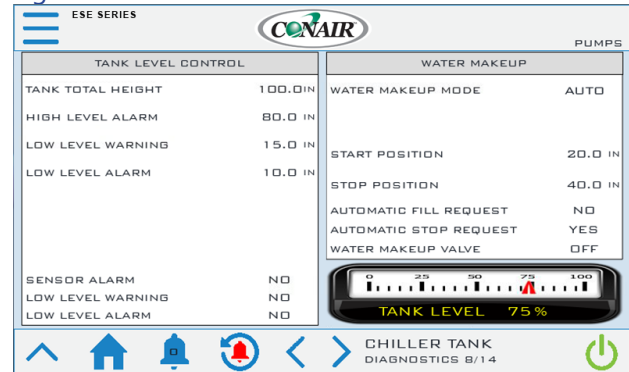 ESE SERIES
CONAIR
PUMPS
TANK LEVEL CONTROL
TANK TOTAL HEIGHT 100.0 IN
HIGH LEVEL ALARM 80.0 IN
LOW LEVEL WARNING 15.0 IN
LOW LEVEL ALARM 10.0 IN
SENSOR ALARM NO
LOW LEVEL WARNING NO
LOW LEVEL ALARM NO
WATER MAKEUP
WATER MAKEUP MODE AUTO
START POSITION 20.0 IN
STOP POSITION 40.0 IN
AUTOMATIC FILL REQUEST NO
AUTOMATIC STOP REQUEST YES
WATER MAKEUP VALVE OFF
0 25 50 75 100
TANK LEVEL 75%
0
CHILLER TANK
DIAGNOSTICS 8/14